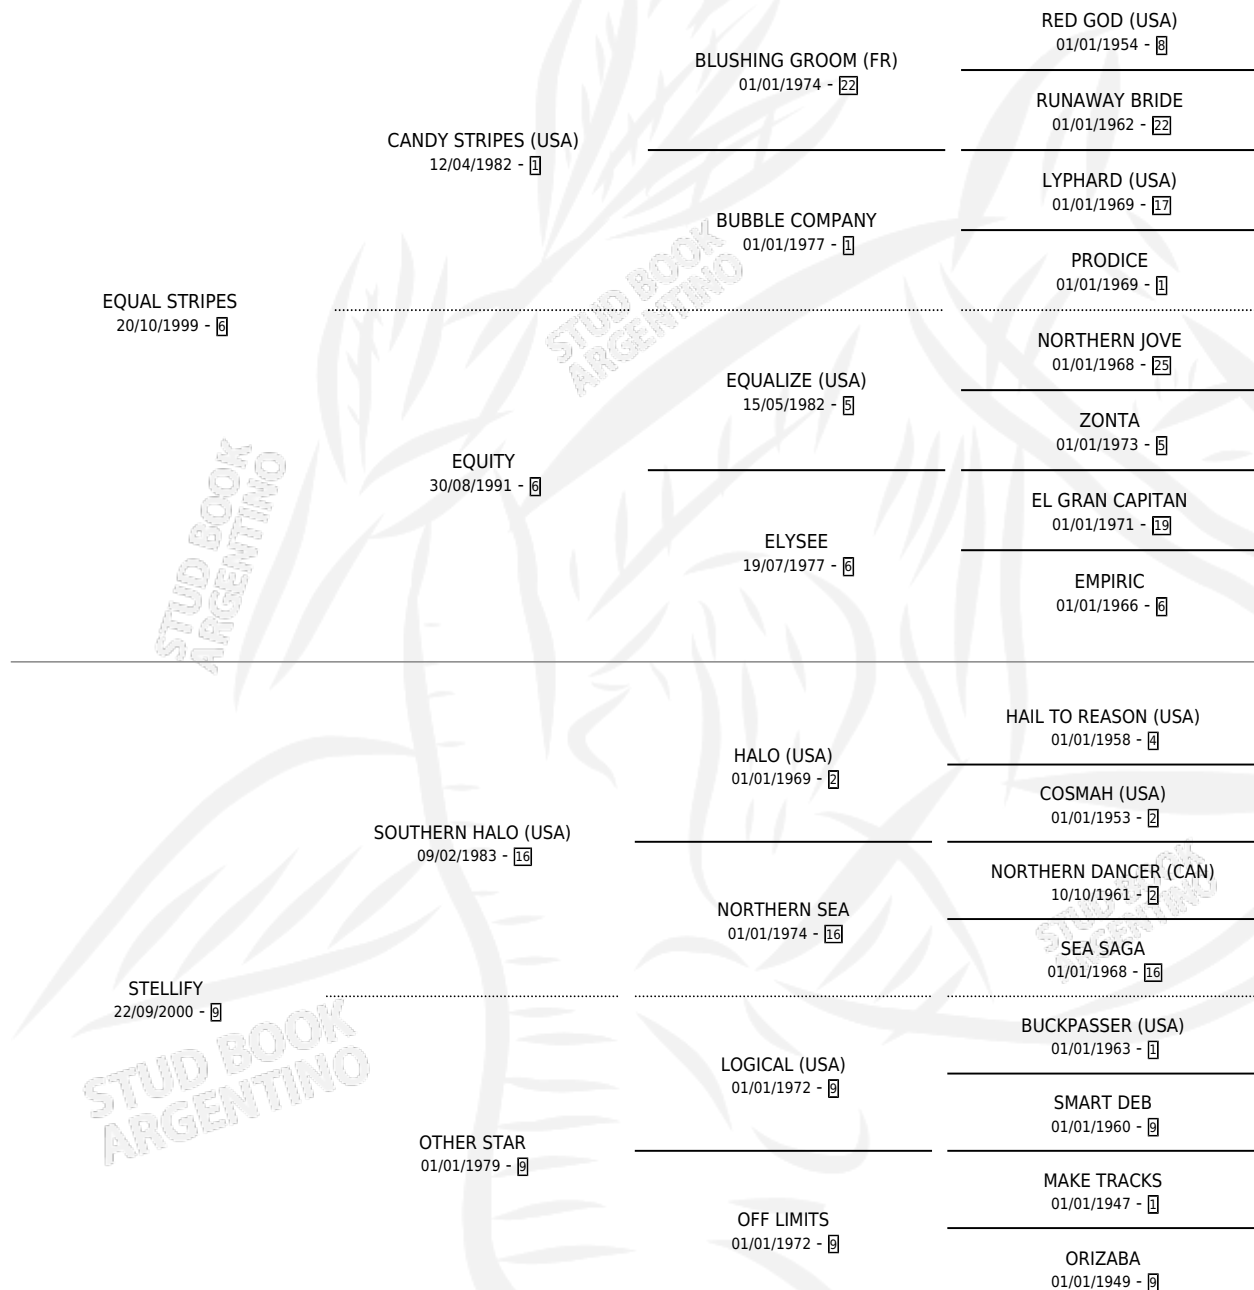 RED GOD (USA)
01/01/1954 - 8
BLUSHING GROOM (FR)
01/01/1974 - 22
RUNAWAY BRIDE
01/01/1962 - 22
CANDY STRIPES (USA)
12/04/1982 - 1
LYPHARD (USA)
01/01/1969 - 17
BUBBLE COMPANY
01/01/1977 - 1
PRODICE
01/01/1969 - 1
EQUAL STRIPES
20/10/1999 - 6
NORTHERN JOVE
01/01/1968 - 25
EQUALIZE (USA)
15/05/1982 - 5
ZONTA
01/01/1973 - 5
EQUITY
30/08/1991 - 6
EL GRAN CAPITAN
01/01/1971 - 19
ELYSEE
19/07/1977 - 6
EMPIRIC
01/01/1966 - 6
HAIL TO REASON (USA)
01/01/1958 - 4
HALO (USA)
01/01/1969 - 2
COSMAH (USA)
01/01/1953 - 2
SOUTHERN HALO (USA)
09/02/1983 - 16
NORTHERN DANCER (CAN)
10/10/1961 - 2
NORTHERN SEA
01/01/1974 - 16
SEA SAGA
01/01/1968 - 16
STELLIFY
22/09/2000 - 9
BUCKPASSER (USA)
01/01/1963 - 1
LOGICAL (USA)
01/01/1972 - 9
SMART DEB
01/01/1960 - 9
OTHER STAR
01/01/1979 - 9
MAKE TRACKS
01/01/1947 - 1
OFF LIMITS
01/01/1972 - 9
ORIZABA
01/01/1949 - 9
STUD BOOK
ARGENTINO
STUD BOOK
ARGENTINO
STUD BOOK
ARGENTINO
STUD BOOK
ARGENTINO